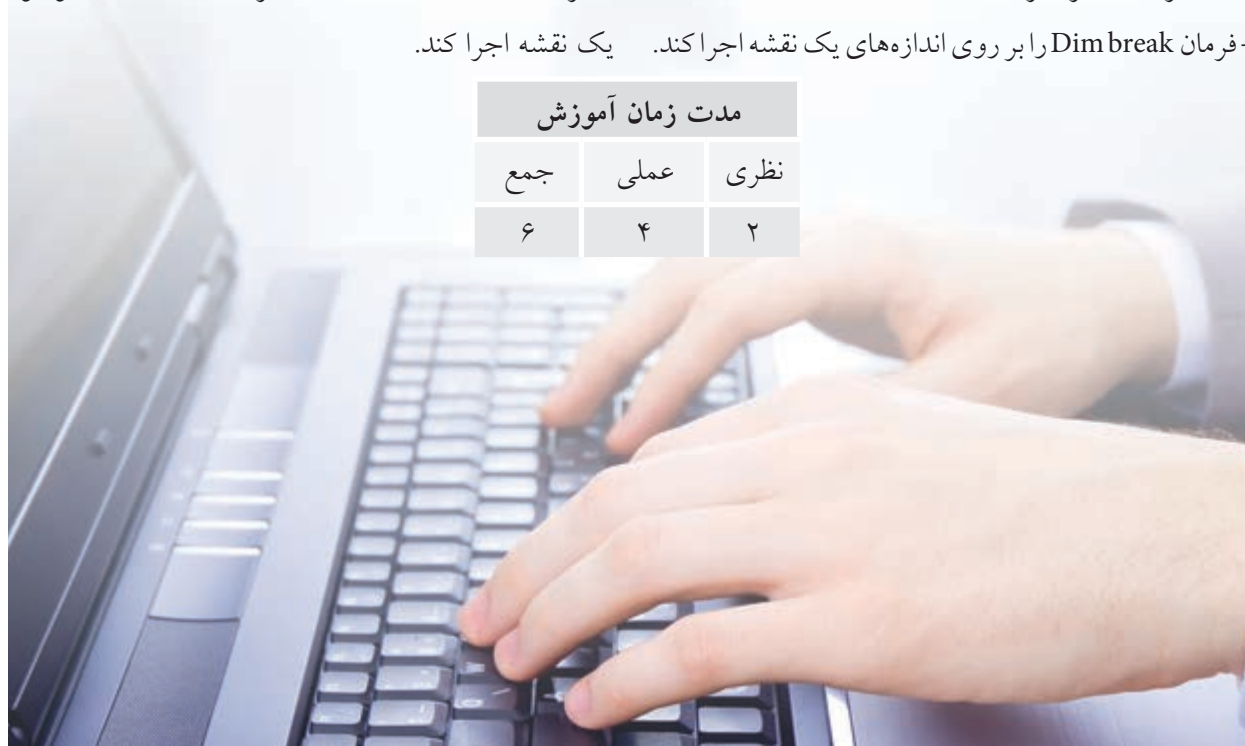 - فرمان Dim break را بر روی اندازه‌های یک نقشه اجرا کند. یک نقشه اجرا کند.
مدت زمان آموزش
نظری عملی جمع
۲ ۴ ۶